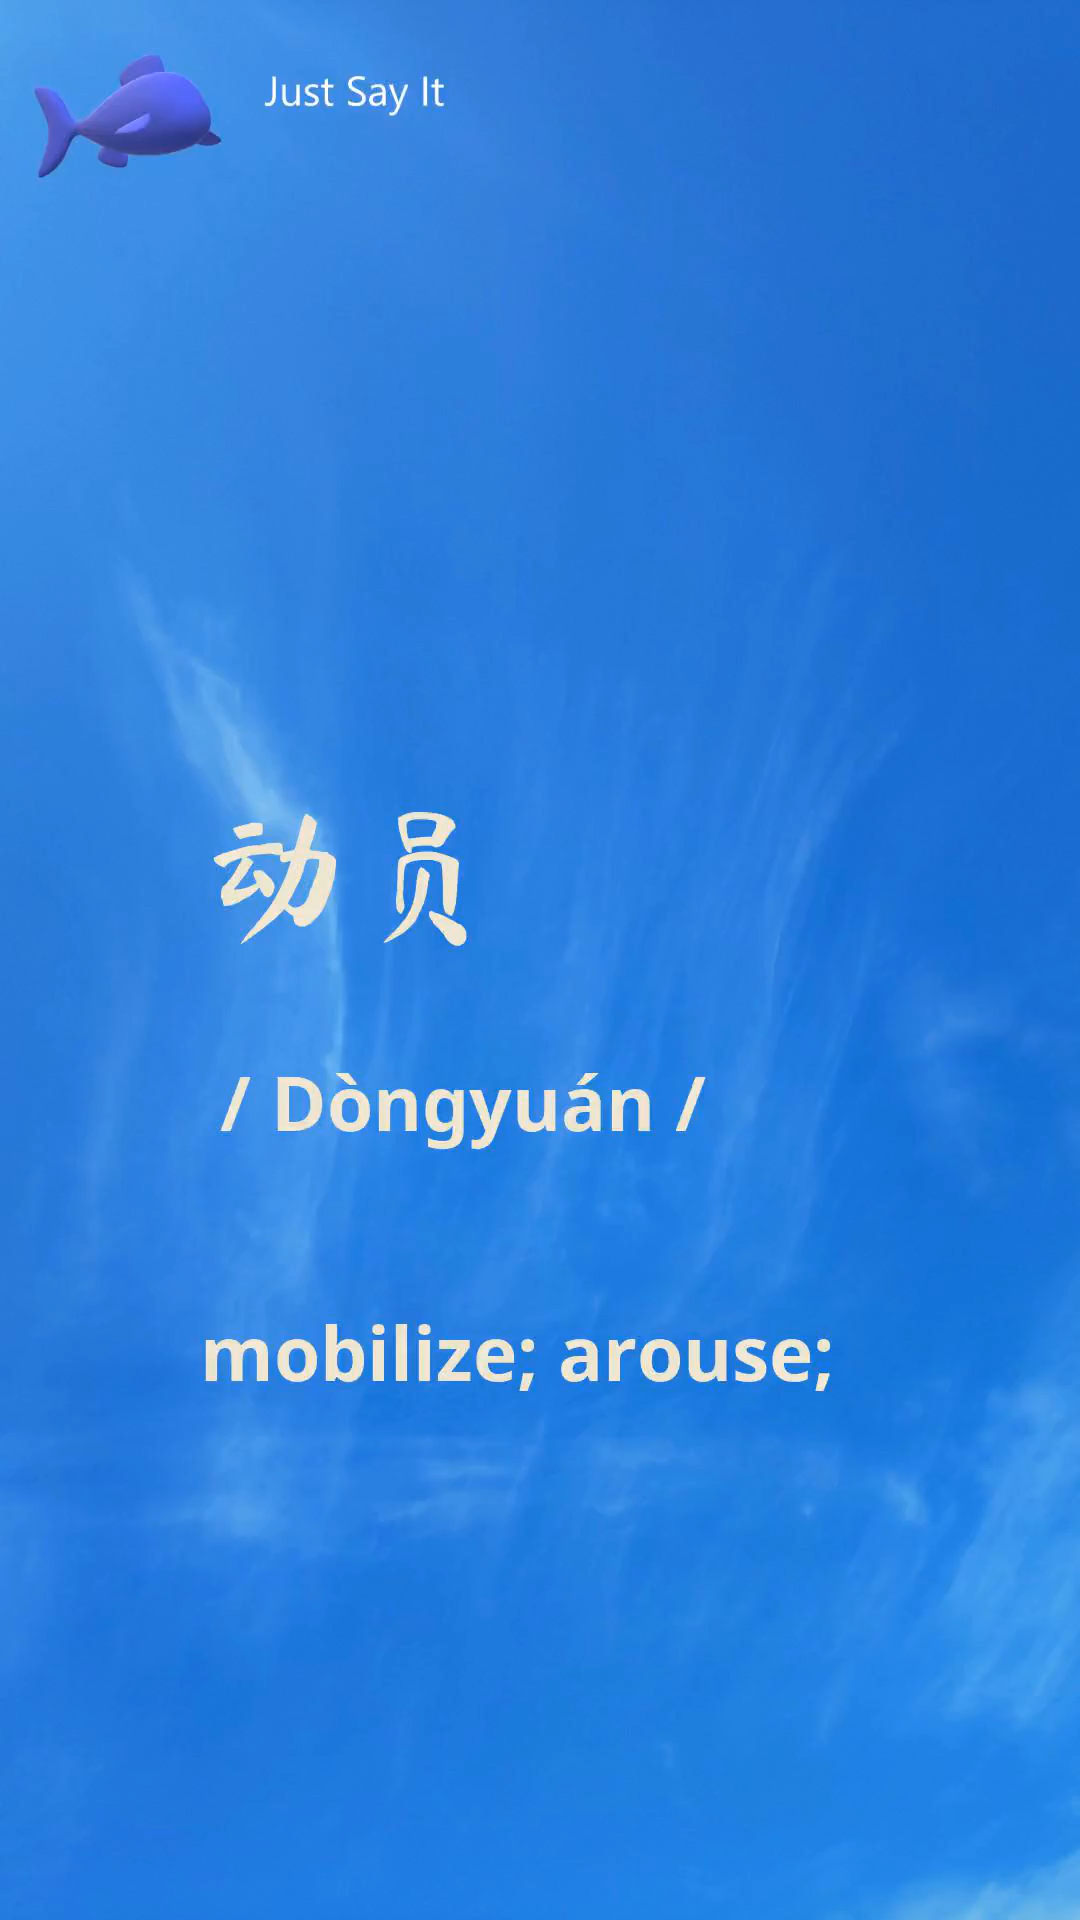 Just Say It
动员
/ Dòngyuán /
mobilize; arouse;